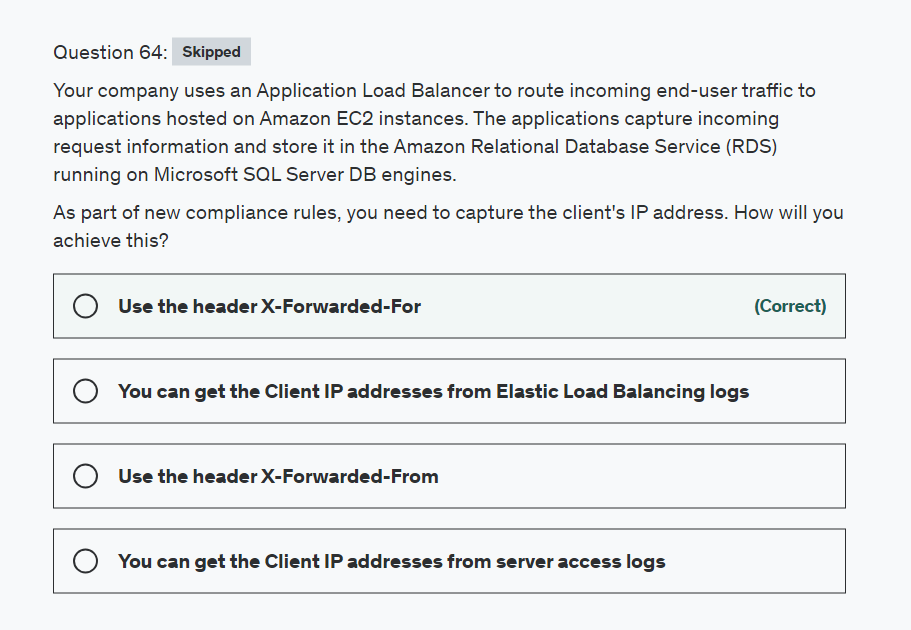 Question 64: Skipped
Your company uses an Application Load Balancer to route incoming end-user traffic to
applications hosted on Amazon EC2 instances. The applications capture incoming
request information and store it in the Amazon Relational Database Service (RDS)
running on Microsoft SQL Server DB engines.
As part of new compliance rules, you need to capture the client's IP address. How will you
achieve this?
Use the header X-Forwarded-For (Correct)
You can get the Client IP addresses from Elastic Load Balancing logs
Use the header X-Forwarded-From
You can get the Client IP addresses from server access logs